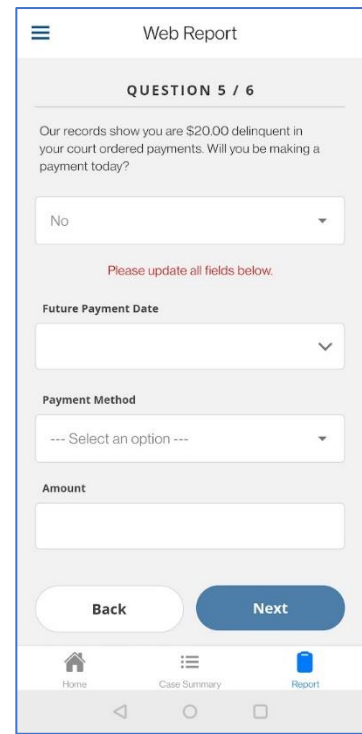 Web Report
QUESTION 5 / 6
Our records show you are $20.00 delinquent in
your court ordered payments. Will you be making a
payment today?
No
Please update all fields below.
Future Payment Date
Payment Method
--- Select an option ---
Amount
Back
Next
Home
Case Summary
Report